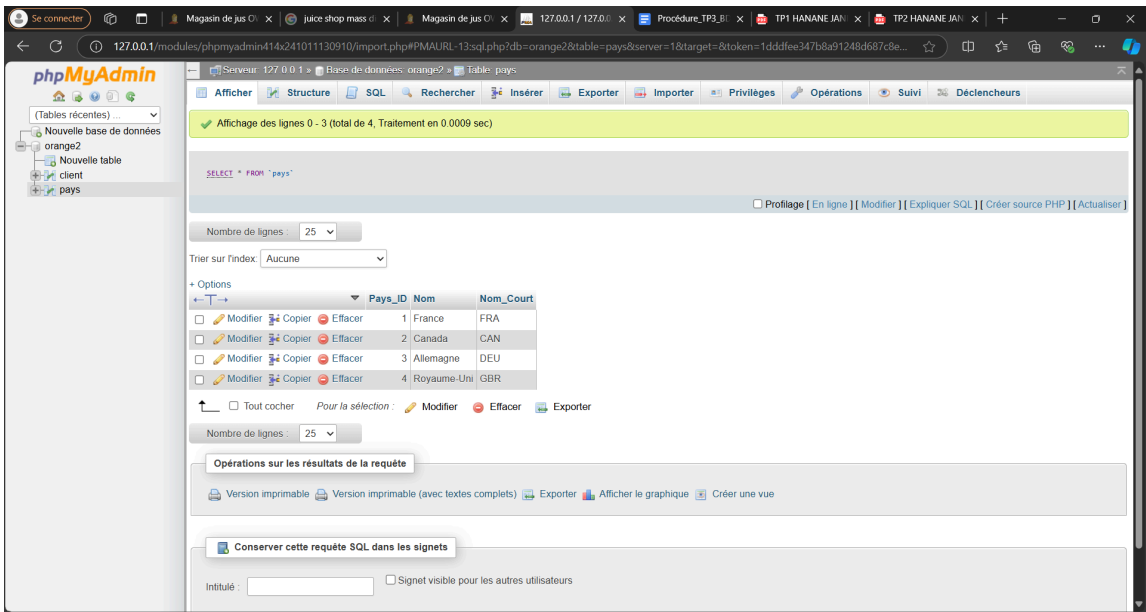 Se connecter
Magasin de jus O\
juice shop mass d
Magasin de jus O\
127.0.0.1 / 127.0.0
Procédure_TP3_BD
TP1 HANANE JAN
TP2 HANANE JAN
127.0.0.1/modules/phpmyadmin414x241011130910/import.php#PMAURL-13:sql.php?db=orange2&table=pays&server=1&target=&token=1dddfee347b8a91248d687c8e...
phpMyAdmin
(Tables récentes) ...
Nouvelle base de données
orange2
Nouvelle table
client
pays
Serveur: 127.0.0.1 » Base de données: orange2 » Table: pays
Afficher Structure SQL Rechercher Insérer Exporter Importer Privilèges Opérations Suivi Déclencheurs
Affichage des lignes 0 - 3 (total de 4, Traitement en 0.0009 sec)
SELECT * FROM `pays`
Profilage [ En ligne ] [ Modifier ] [ Expliquer SQL ] [ Créer source PHP ] [ Actualiser ]
Nombre de lignes : 25
Trier sur l'index: Aucune
+ Options
←T→ Pays_ID Nom Nom_Court
Modifier Copier Effacer 1 France FRA
Modifier Copier Effacer 2 Canada CAN
Modifier Copier Effacer 3 Allemagne DEU
Modifier Copier Effacer 4 Royaume-Uni GBR
Tout cocher Pour la sélection : Modifier Effacer Exporter
Nombre de lignes : 25
Opérations sur les résultats de la requête
Version imprimable Version imprimable (avec textes complets) Exporter Afficher le graphique Créer une vue
Conserver cette requête SQL dans les signets
Intitulé : Signet visible pour les autres utilisateurs